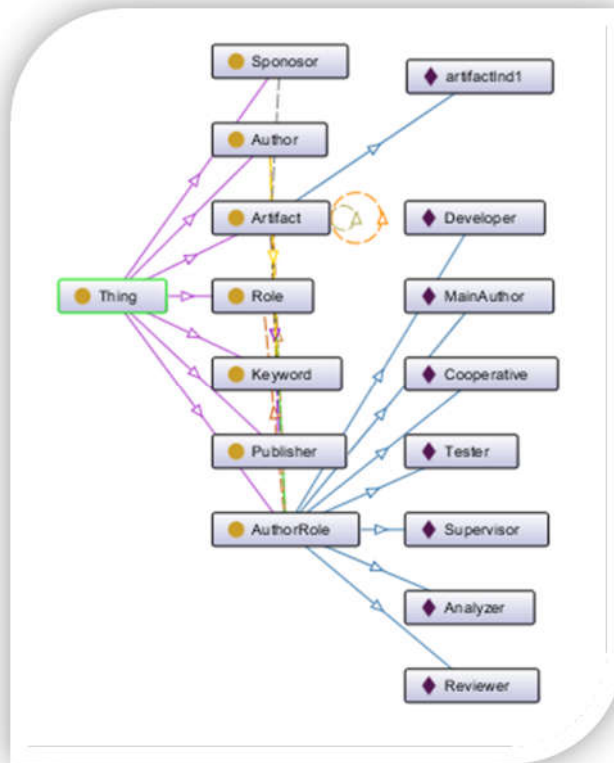 Sponosor
artifactInd1
Author
Artifact
Developer
Thing
Role
MainAuthor
Keyword
Cooperative
Publisher
Tester
AuthorRole
Supervisor
Analyzer
Reviewer